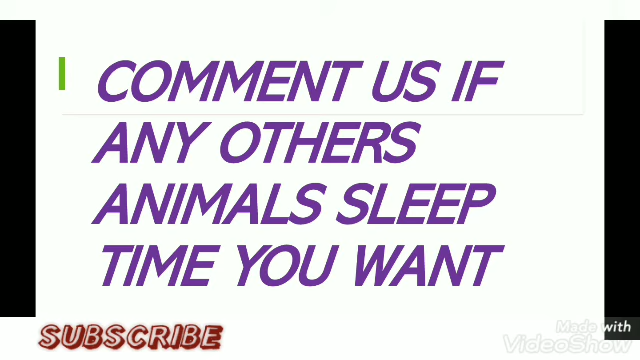 COMMENT US IF
ANY OTHERS
ANIMALS SLEEP
TIME YOU WANT
SUBSCRIBE
Made with
VideoShow